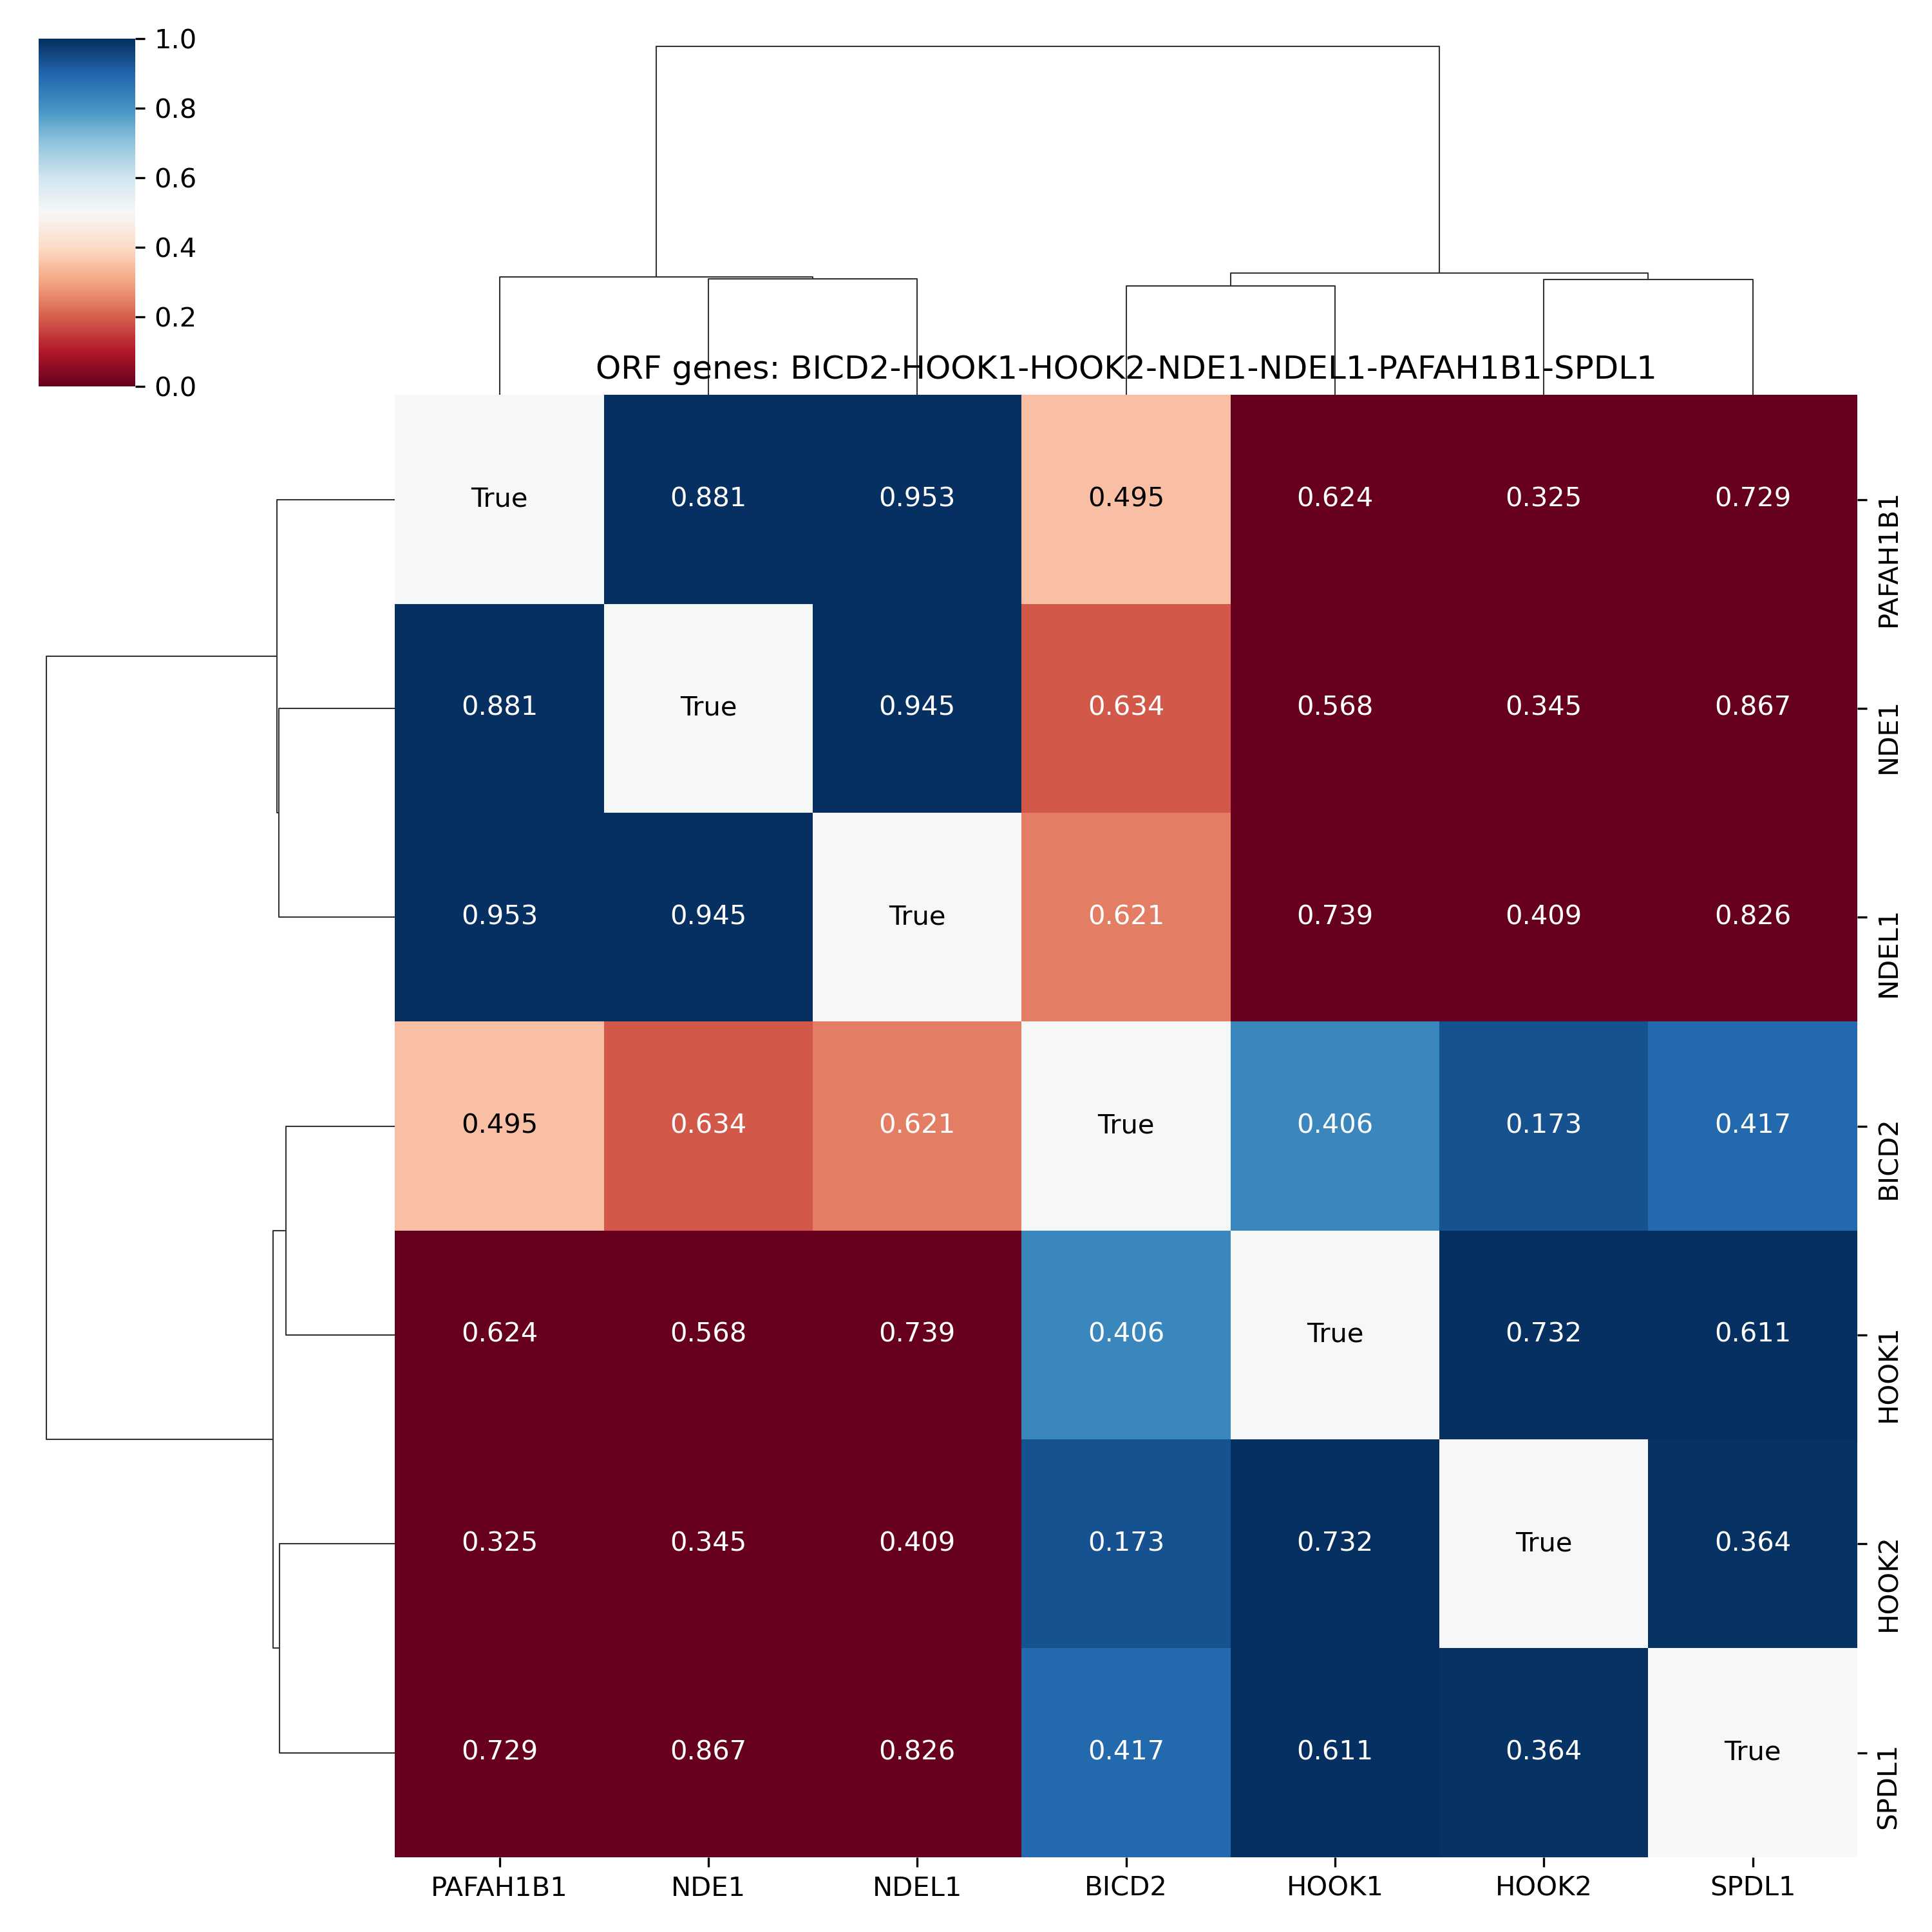 1.0
0.8
0.6
0.4
0.2
0.0
ORF genes: BICD2-HOOK1-HOOK2-NDE1-NDEL1-PAFAH1B1-SPDL1
True 0.881 0.953 0.495 0.624 0.325 0.729 PAFAH1B1
0.881 True 0.945 0.634 0.568 0.345 0.867 NDE1
0.953 0.945 True 0.621 0.739 0.409 0.826 NDEL1
0.495 0.634 0.621 True 0.406 0.173 0.417 BICD2
0.624 0.568 0.739 0.406 True 0.732 0.611 HOOK1
0.325 0.345 0.409 0.173 0.732 True 0.364 HOOK2
0.729 0.867 0.826 0.417 0.611 0.364 True SPDL1
PAFAH1B1 NDE1 NDEL1 BICD2 HOOK1 HOOK2 SPDL1